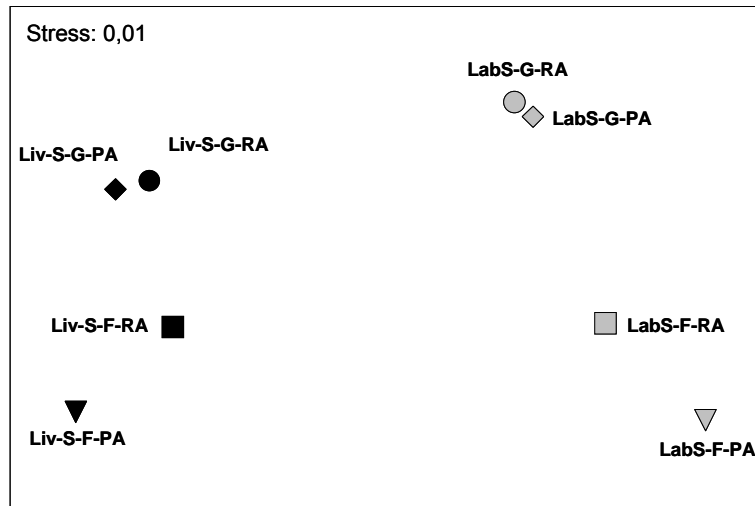 Stress: 0,01
LabS-G-RA
LabS-G-PA
Liv-S-G-RA
Liv-S-G-PA
Liv-S-F-RA
LabS-F-RA
Liv-S-F-PA
LabS-F-PA